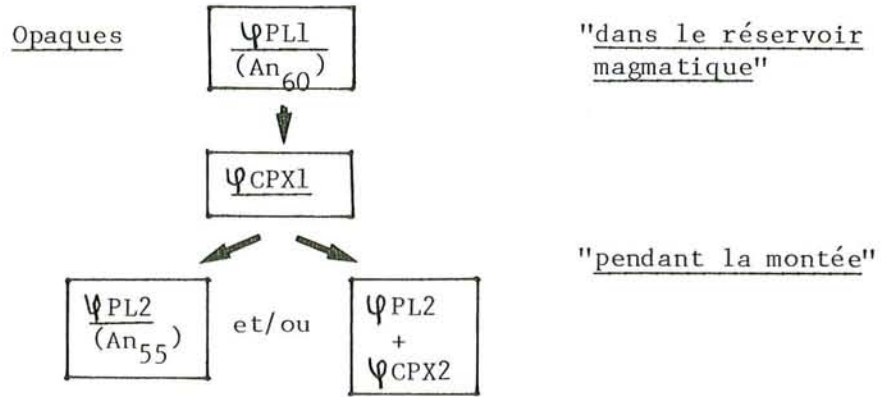 Opaques
φPL1
(An60)
"dans le réservoir
magmatique"
φCPX1
"pendant la montée"
φPL2
(An55)
et/ou
φPL2
+
φCPX2